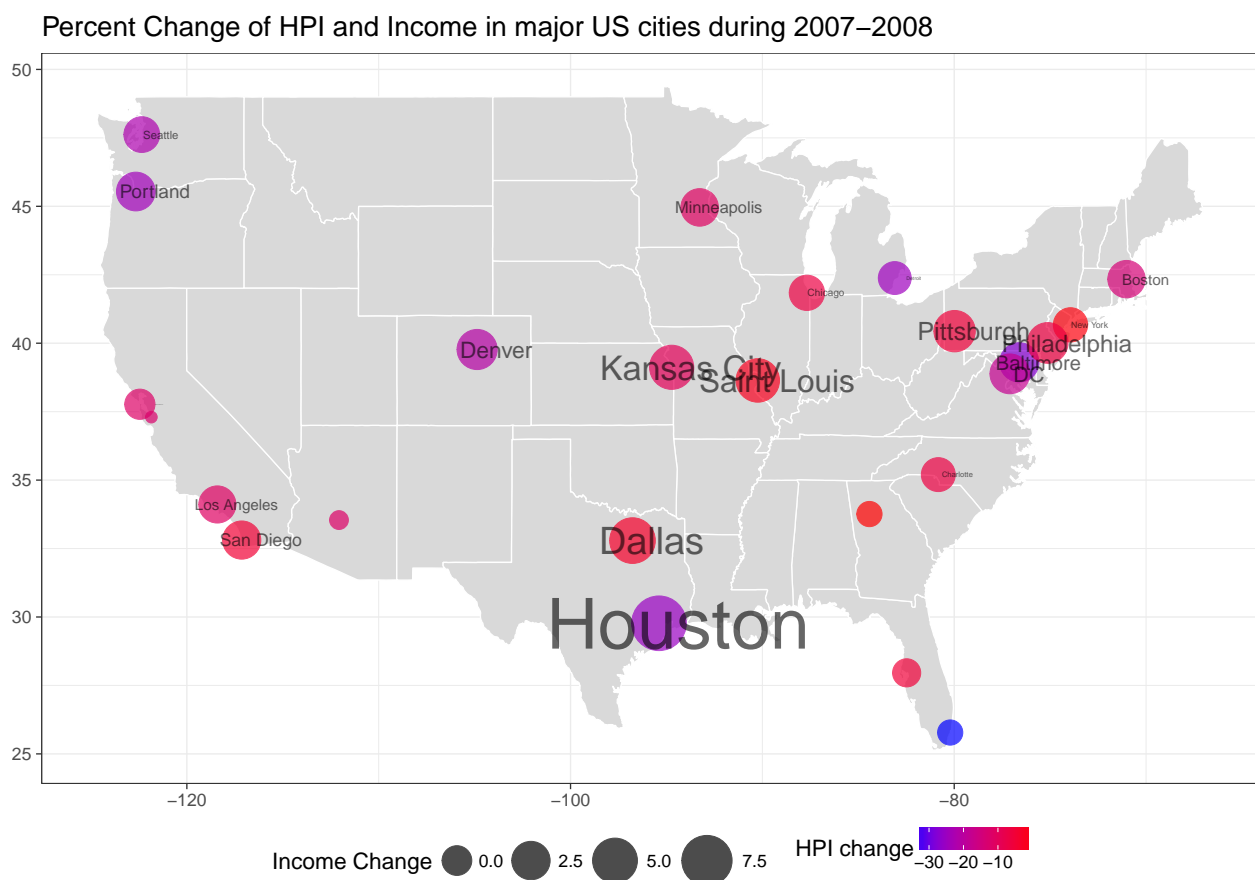 Percent Change of HPI and Income in major US cities during 2007−2008
50
45
40
35
30
25
Seattle
Portland
Minneapolis
Chicago
Detroit
Boston
New York
Pittsburgh
Philadelphia
Baltimore
DC
Denver
Kansas City
Saint Louis
Charlotte
Los Angeles
San Diego
Dallas
Houston
−120 −100 −80
Income Change 0.0 2.5 5.0 7.5
HPI change −30 −20 −10